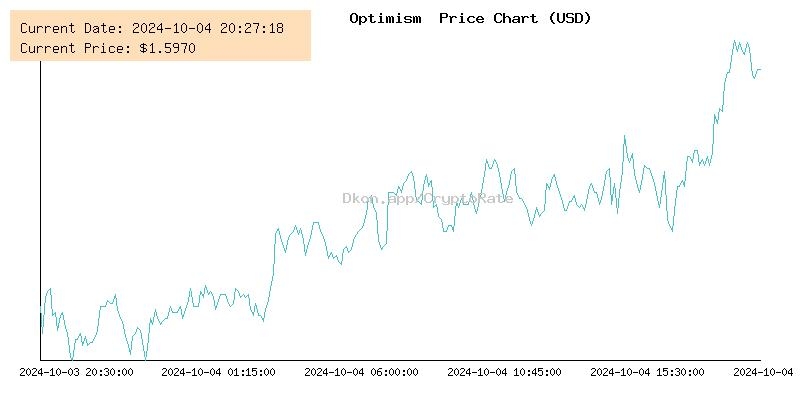 Optimism  Price Chart (USD)
Current Date: 2024-10-04 20:27:18
Current Price: $1.5970
Dkon.app/CryptoRate
2024-10-03 20:30:00 2024-10-04 01:15:00 2024-10-04 06:00:00 2024-10-04 10:45:00 2024-10-04 15:30:00 2024-10-04